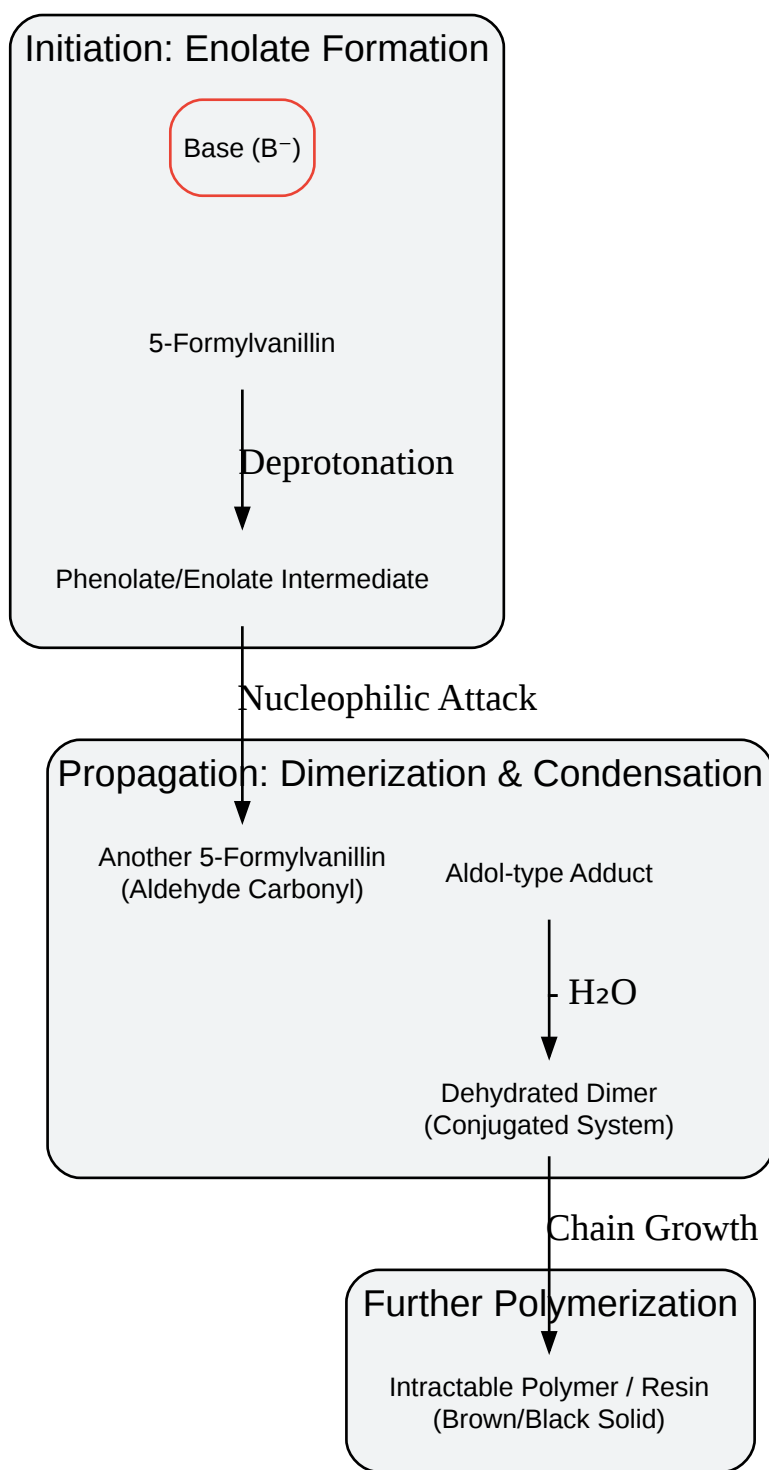 Initiation: Enolate Formation
Base (B⁻)
5-Formylvanillin
Deprotonation
Phenolate/Enolate Intermediate
Nucleophilic Attack
Propagation: Dimerization & Condensation
Another 5-Formylvanillin
(Aldehyde Carbonyl)
Aldol-type Adduct
- H₂O
Dehydrated Dimer
(Conjugated System)
Chain Growth
Further Polymerization
Intractable Polymer / Resin
(Brown/Black Solid)